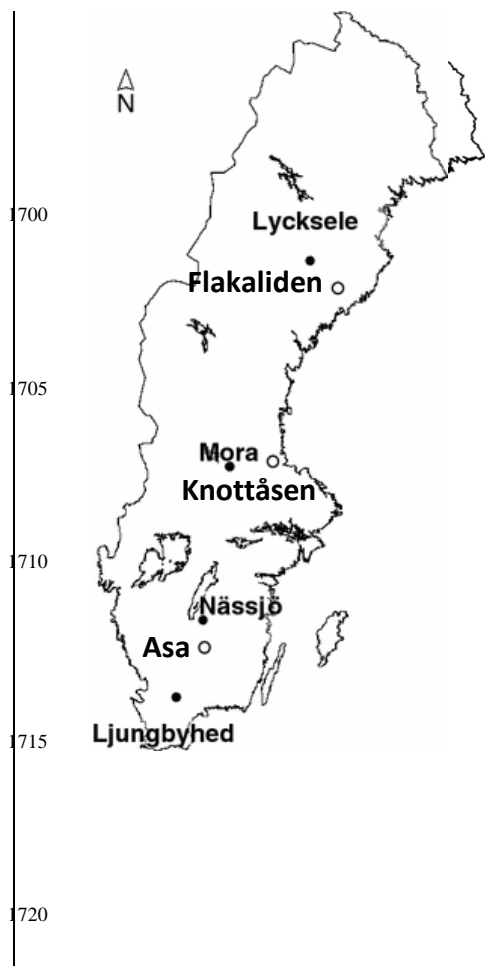 N
1700
Lycksele
Flakaliden
1705
Mora
Knottåsen
1710
Nässjö
Asa
Ljungbyhed
1715
1720